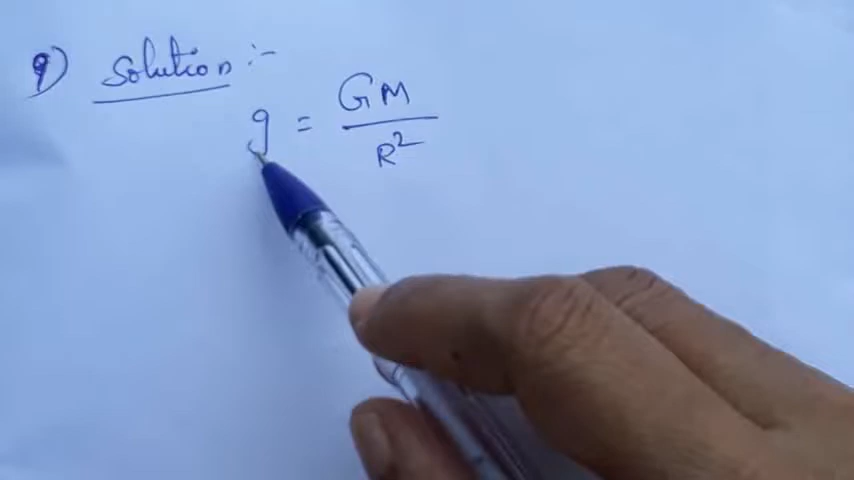 9) Solution :-
g = GM / R²